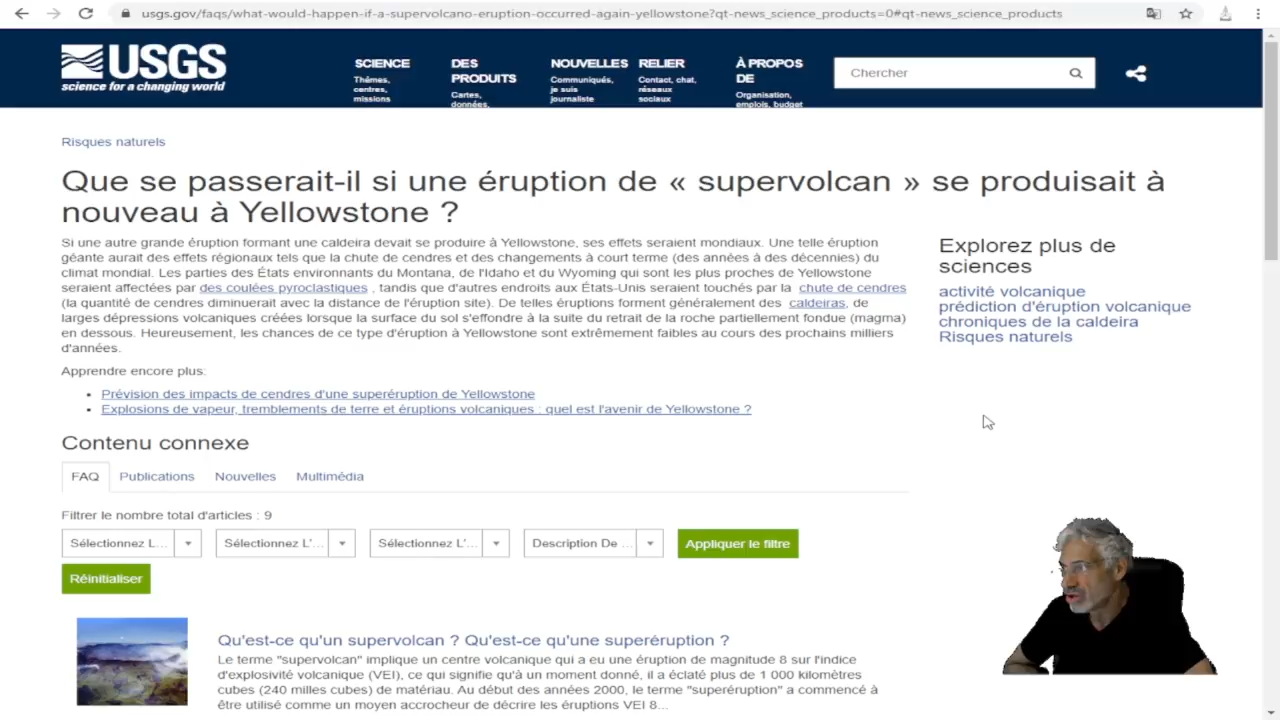 usgs.gov/faqs/what-would-happen-if-a-supervolcano-eruption-occurred-again-yellowstone?qt-news_science_products=0#qt-news_science_products
USGS
science for a changing world
SCIENCE
Thèmes,
centres,
missions
DES
PRODUITS
Cartes,
données,
NOUVELLES
Communiqués,
je suis
journaliste
RELIER
Contact, chat,
réseaux
sociaux
À PROPOS
DE
Organisation,
emplois, budget
Chercher
Risques naturels
Que se passerait-il si une éruption de « supervolcan » se produisait à
nouveau à Yellowstone ?
Si une autre grande éruption formant une caldeira devait se produire à Yellowstone, ses effets seraient mondiaux. Une telle éruption
géante aurait des effets régionaux tels que la chute de cendres et des changements à court terme (des années à des décennies) du
climat mondial. Les parties des États environnants du Montana, de l'Idaho et du Wyoming qui sont les plus proches de Yellowstone
seraient affectées par des coulées pyroclastiques , tandis que d'autres endroits aux États-Unis seraient touchés par la chute de cendres
(la quantité de cendres diminuerait avec la distance de l'éruption site). De telles éruptions forment généralement des caldeiras, de
larges dépressions volcaniques créées lorsque la surface du sol s'effondre à la suite du retrait de la roche partiellement fondue (magma)
en dessous. Heureusement, les chances de ce type d'éruption à Yellowstone sont extrêmement faibles au cours des prochains milliers
d'années.
Apprendre encore plus:
• Prévision des impacts de cendres d'une superéruption de Yellowstone
• Explosions de vapeur, tremblements de terre et éruptions volcaniques : quel est l'avenir de Yellowstone ?
Explorez plus de
sciences
activité volcanique
prédiction d'éruption volcanique
chroniques de la caldeira
Risques naturels
Contenu connexe
FAQ Publications Nouvelles Multimédia
Filtrer le nombre total d'articles : 9
Sélectionnez L... Sélectionnez L'... Sélectionnez L'... Description De ... Appliquer le filtre
Réinitialiser
Qu'est-ce qu'un supervolcan ? Qu'est-ce qu'une superéruption ?
Le terme "supervolcan" implique un centre volcanique qui a eu une éruption de magnitude 8 sur l'indice
d'explosivité volcanique (VEI), ce qui signifie qu'à un moment donné, il a éclaté plus de 1 000 kilomètres
cubes (240 milles cubes) de matériau. Au début des années 2000, le terme "superéruption" a commencé à
être utilisé comme un moyen accrocheur de décrire les éruptions VEI 8...